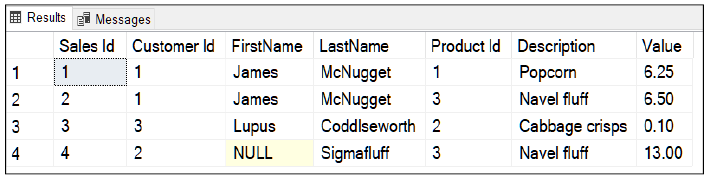 Results Messages
Sales Id Customer Id FirstName LastName Product Id Description Value
1 1 1 James McNugget 1 Popcorn 6.25
2 2 1 James McNugget 3 Navel fluff 6.50
3 3 3 Lupus Coddlseworth 2 Cabbage crisps 0.10
4 4 2 NULL Sigmafluff 3 Navel fluff 13.00